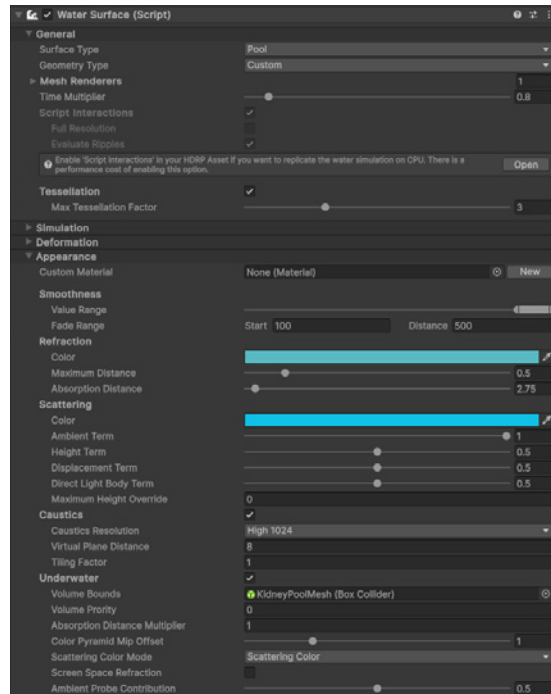 Water Surface (Script)
General
Surface Type Pool
Geometry Type Custom
Mesh Renderers 1
Time Multiplier 0.8
Script Interactions
Full Resolution
Evaluate Ripples
Enable 'Script Interactions' in your HDRP Asset if you want to replicate the water simulation on CPU. There is a
performance cost of enabling this option.
Open
Tessellation
Max Tessellation Factor 3
Simulation
Deformation
Appearance
Custom Material None (Material) New
Smoothness
Value Range
Fade Range Start 100 Distance 500
Refraction
Color
Maximum Distance 0.5
Absorption Distance 2.75
Scattering
Color
Ambient Term 1
Height Term 0.5
Displacement Term 0.5
Direct Light Body Term 0.5
Maximum Height Override 0
Caustics
Caustics Resolution High 1024
Virtual Plane Distance 8
Tiling Factor 1
Underwater
Volume Bounds KidneyPoolMesh (Box Collider)
Volume Prority 0
Absorption Distance Multiplier 1
Color Pyramid Mip Offset 1
Scattering Color Mode Scattering Color
Screen Space Refraction
Ambient Probe Contribution 0.5